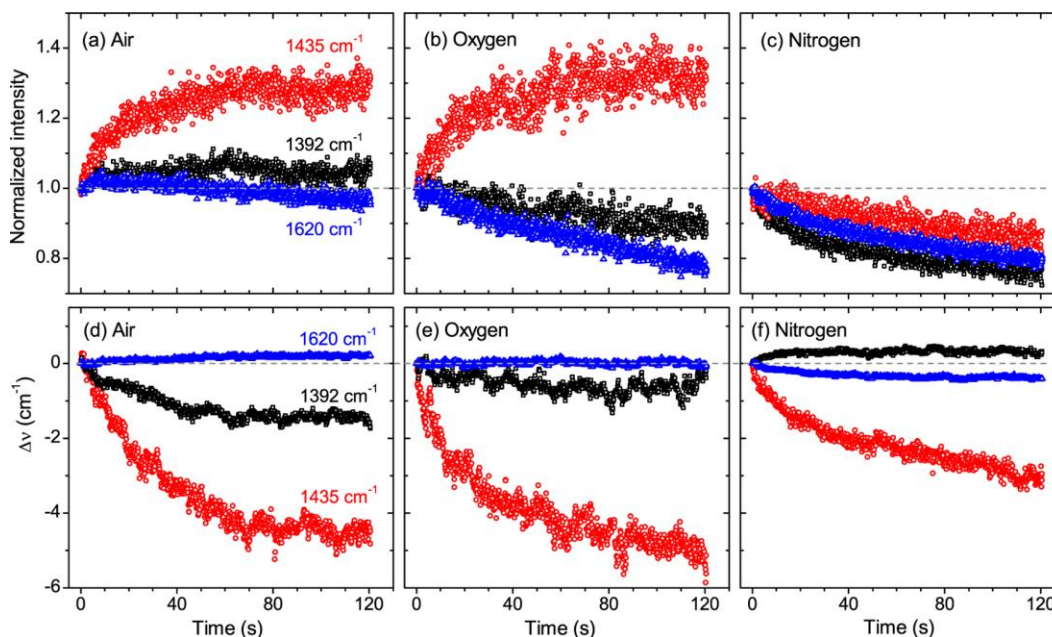 (a) Air
1435 cm⁻¹
1392 cm⁻¹
1620 cm⁻¹
(b) Oxygen
(c) Nitrogen
Normalized intensity
1.4
1.2
1.0
0.8
(d) Air
1620 cm⁻¹
1392 cm⁻¹
1435 cm⁻¹
(e) Oxygen
(f) Nitrogen
Δν (cm⁻¹)
0
-2
-4
-6
0 40 80 120
0 40 80 120
0 40 80 120
Time (s)
Time (s)
Time (s)